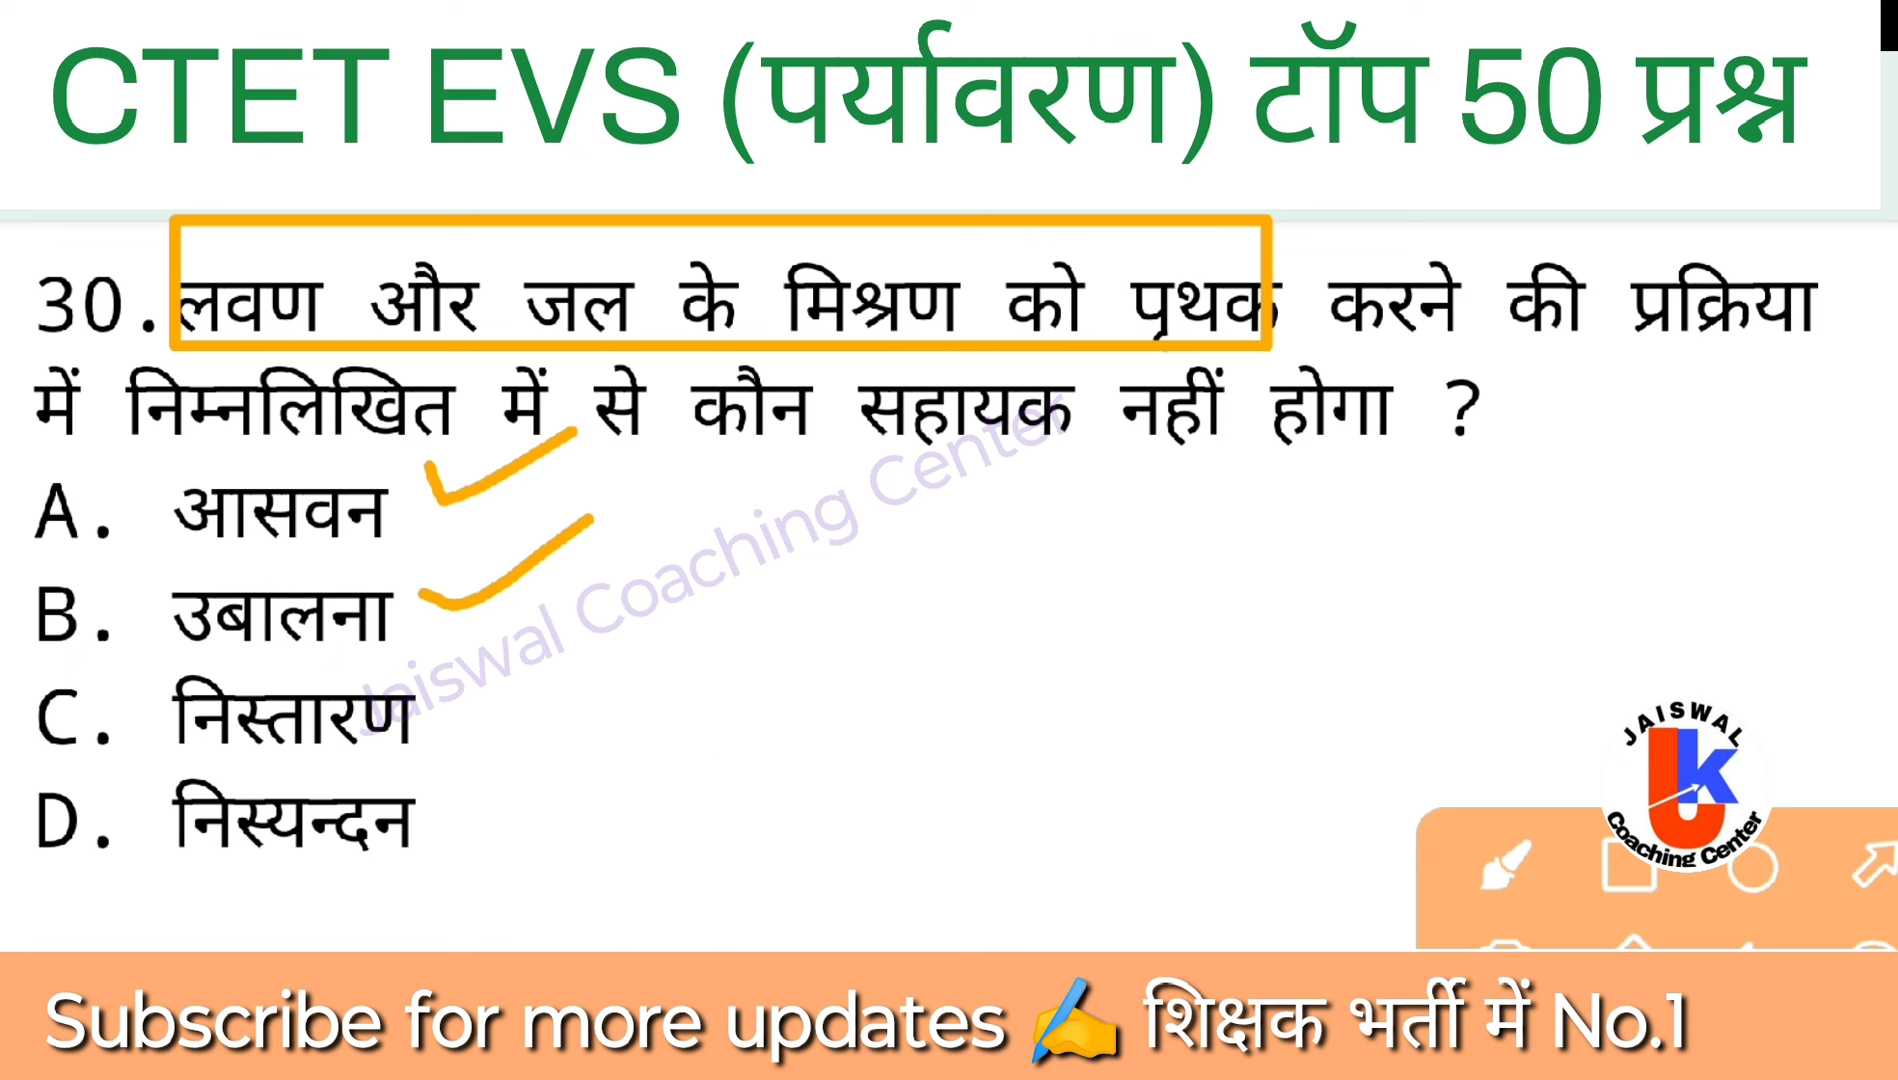 CTET EVS (पर्यावरण) टॉप 50 प्रश्न
30.लवण और जल के मिश्रण को पृथक करने की प्रक्रिया
में निम्नलिखित में से कौन सहायक नहीं होगा ?
A. आसवन
B. उबालना
C. निस्तारण
D. निस्यन्दन
Jaiswal Coaching Center
JAISWAL
Jk
Coaching Center
Subscribe for more updates ✍️ शिक्षक भर्ती में No.1